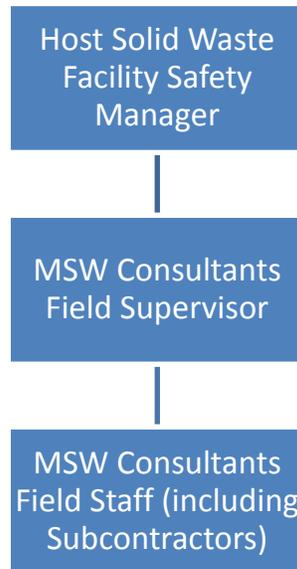 Host Solid Waste
Facility Safety
Manager
MSW Consultants
Field Supervisor
MSW Consultants
Field Staff (including
Subcontractors)